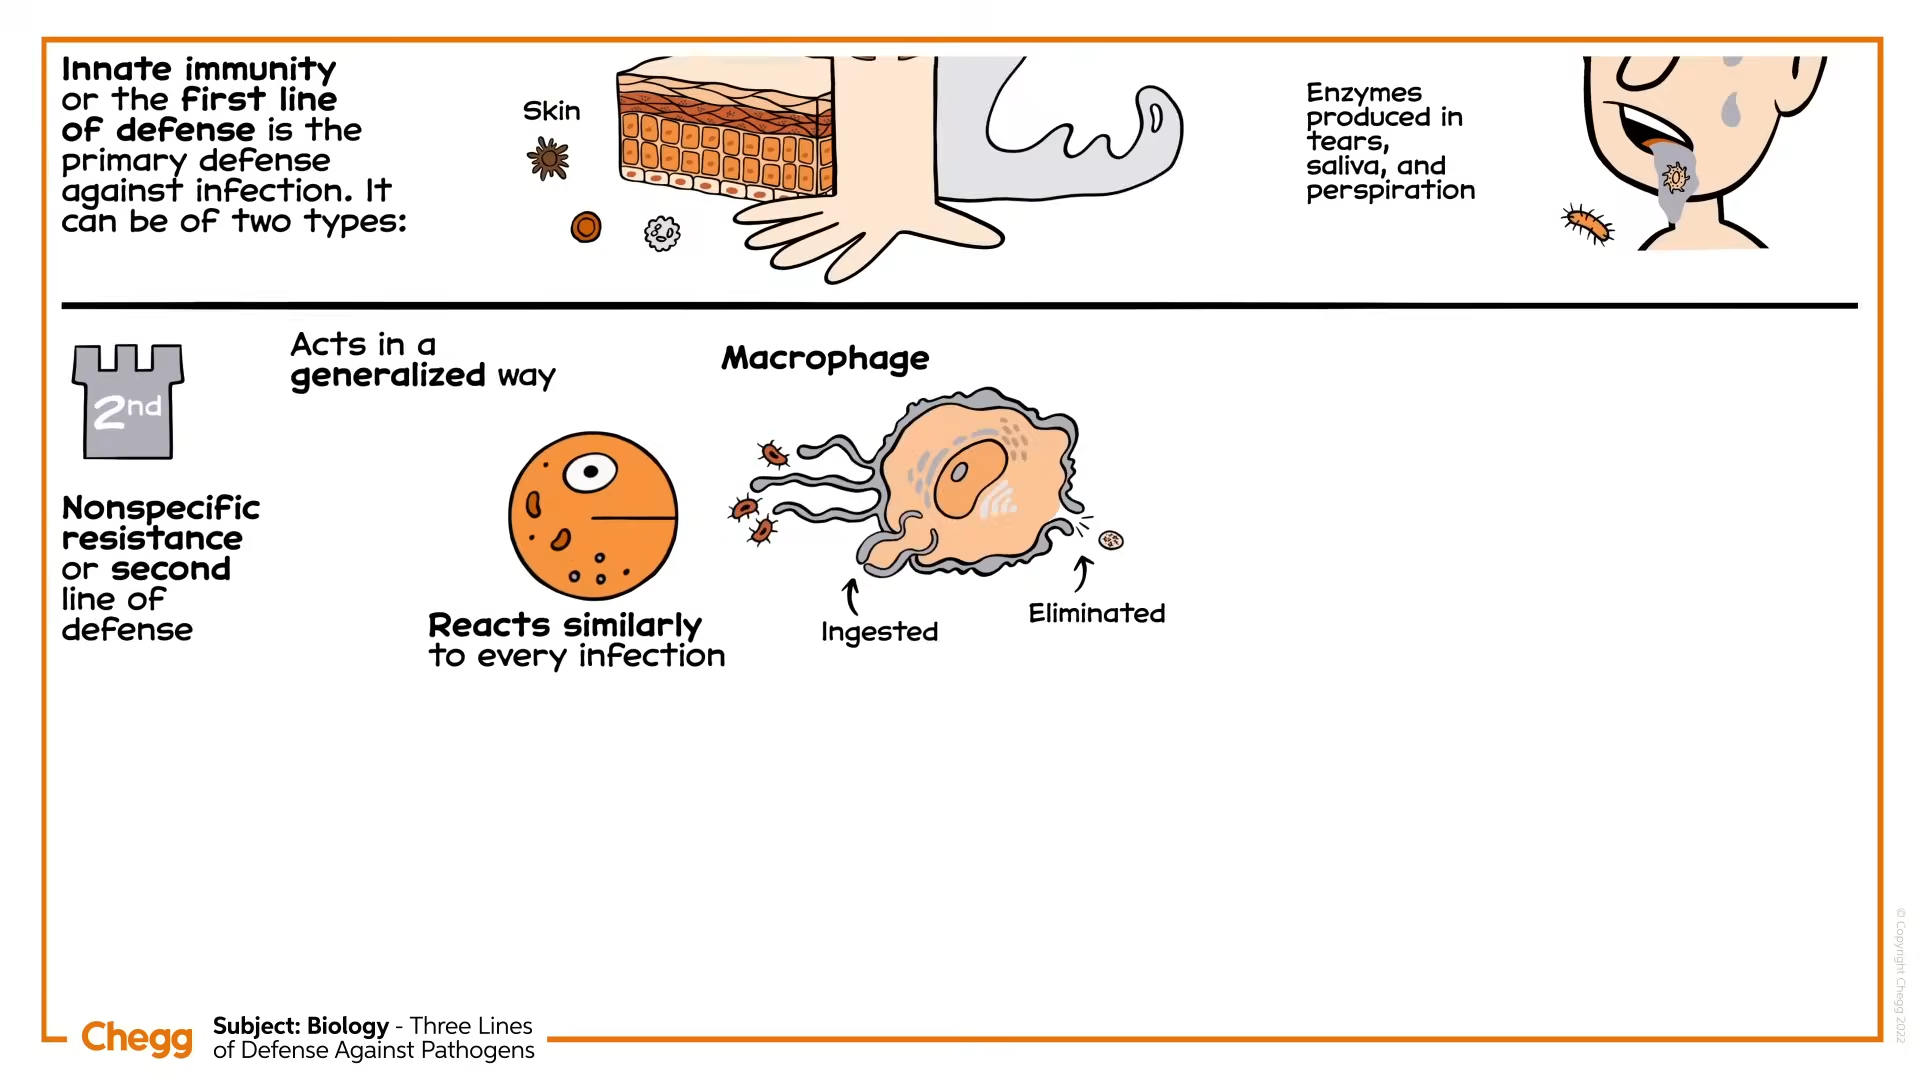 Innate immunity
or the first line
of defense is the
primary defense
against infection. It
can be of two types:
Skin
Enzymes
produced in
tears,
saliva, and
perspiration
2nd
Nonspecific
resistance
or second
line of
defense
Acts in a
generalized way
Reacts similarly
to every infection
Macrophage
Ingested
Eliminated
Chegg
Subject: Biology - Three Lines
of Defense Against Pathogens
© Copyright Chegg 2022